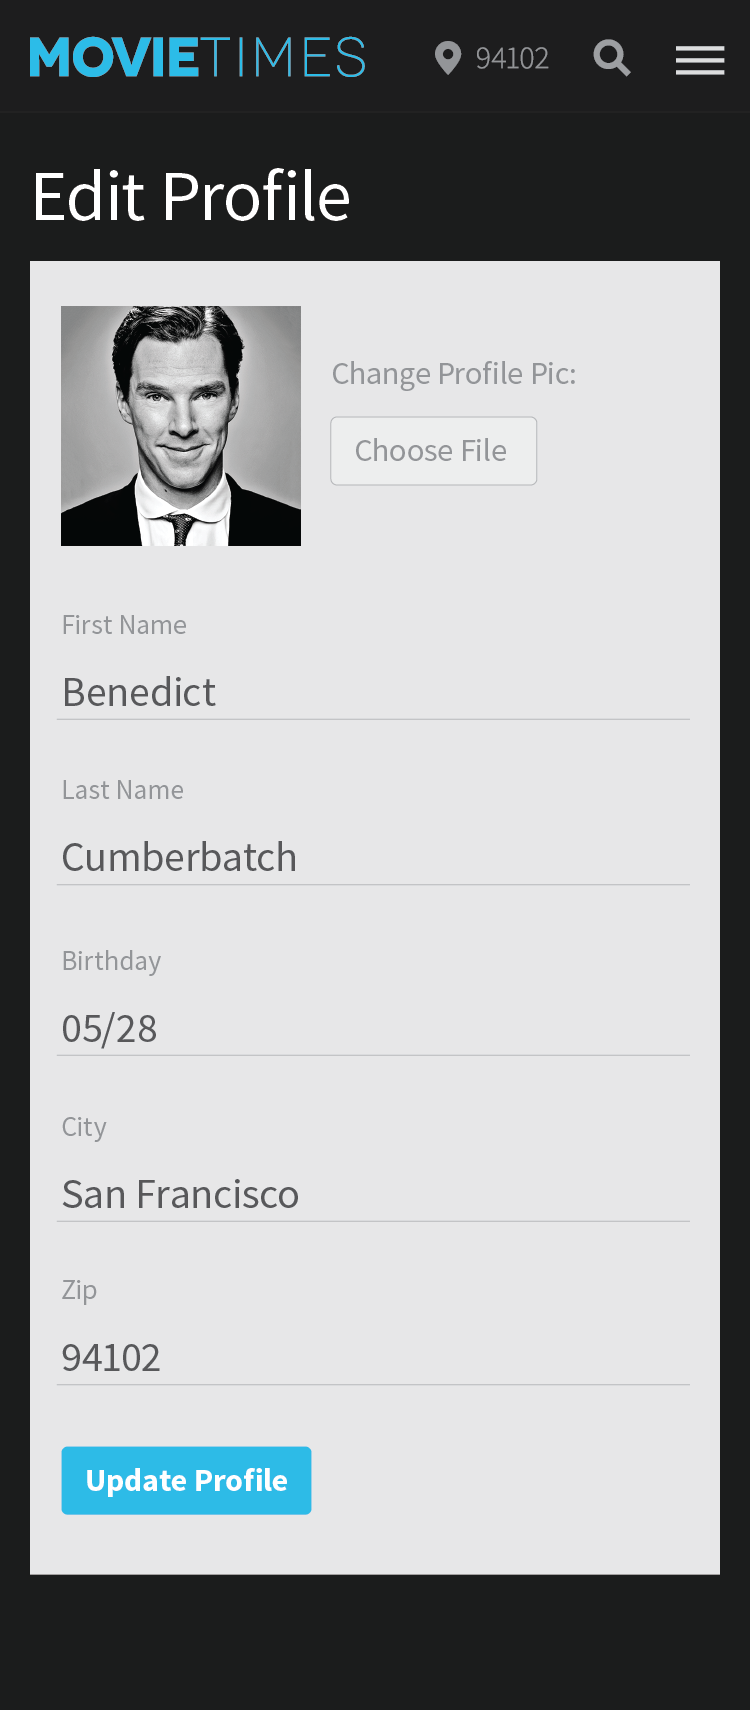 MOVIETIMES 94102
Edit Profile
Change Profile Pic:
Choose File
First Name
Benedict
Last Name
Cumberbatch
Birthday
05/28
City
San Francisco
Zip
94102
Update Profile